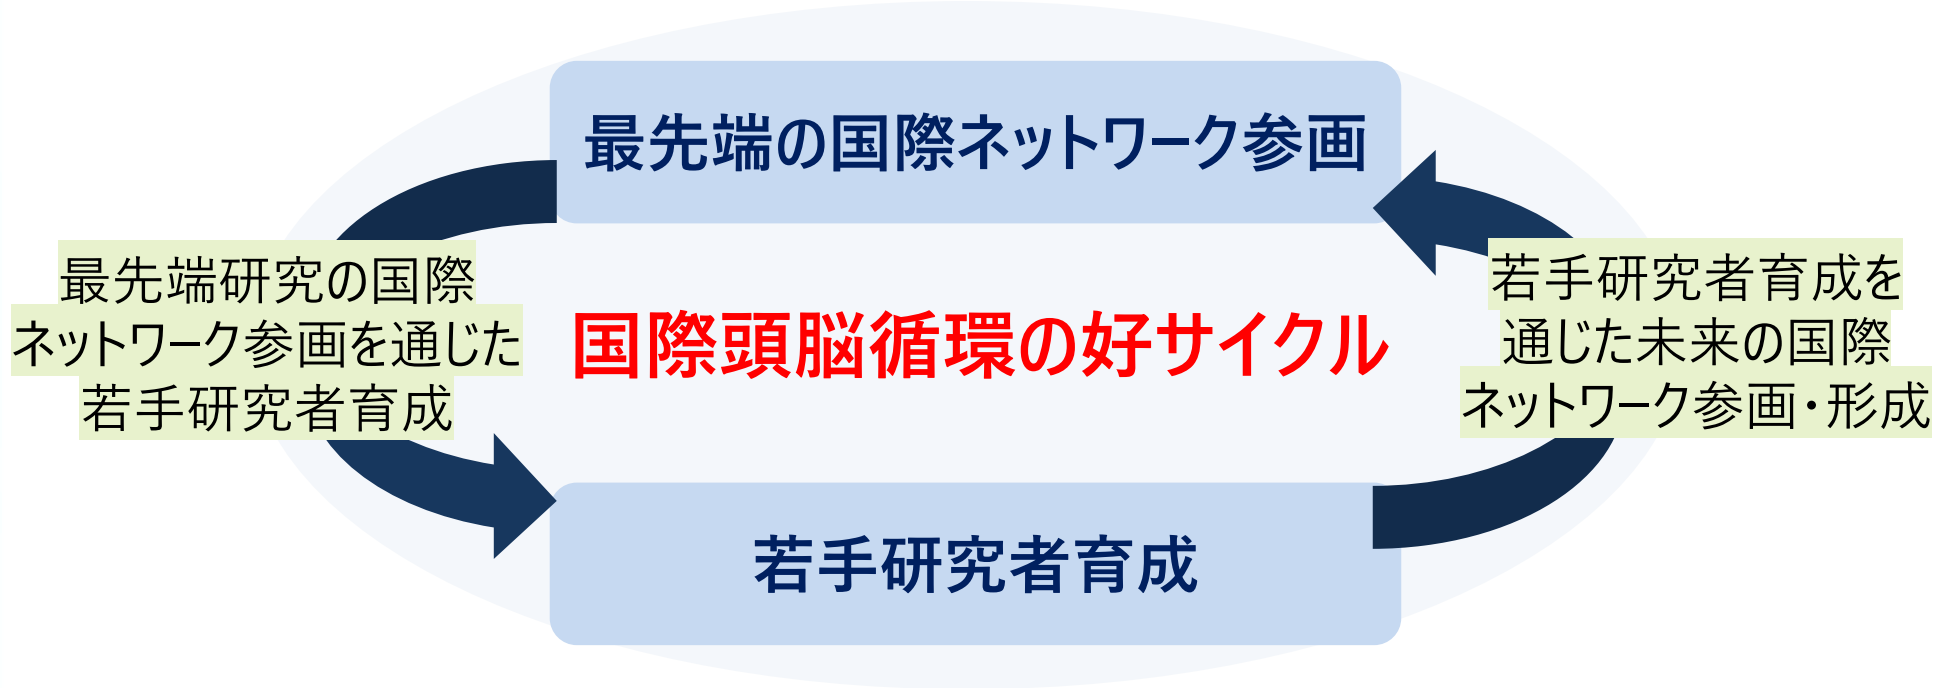 最先端の国際ネットワーク参画
最先端研究の国際
ネットワーク参画を通じた
若手研究者育成
国際頭脳循環の好サイクル
若手研究者育成を
通じた未来の国際
ネットワーク参画・形成
若手研究者育成